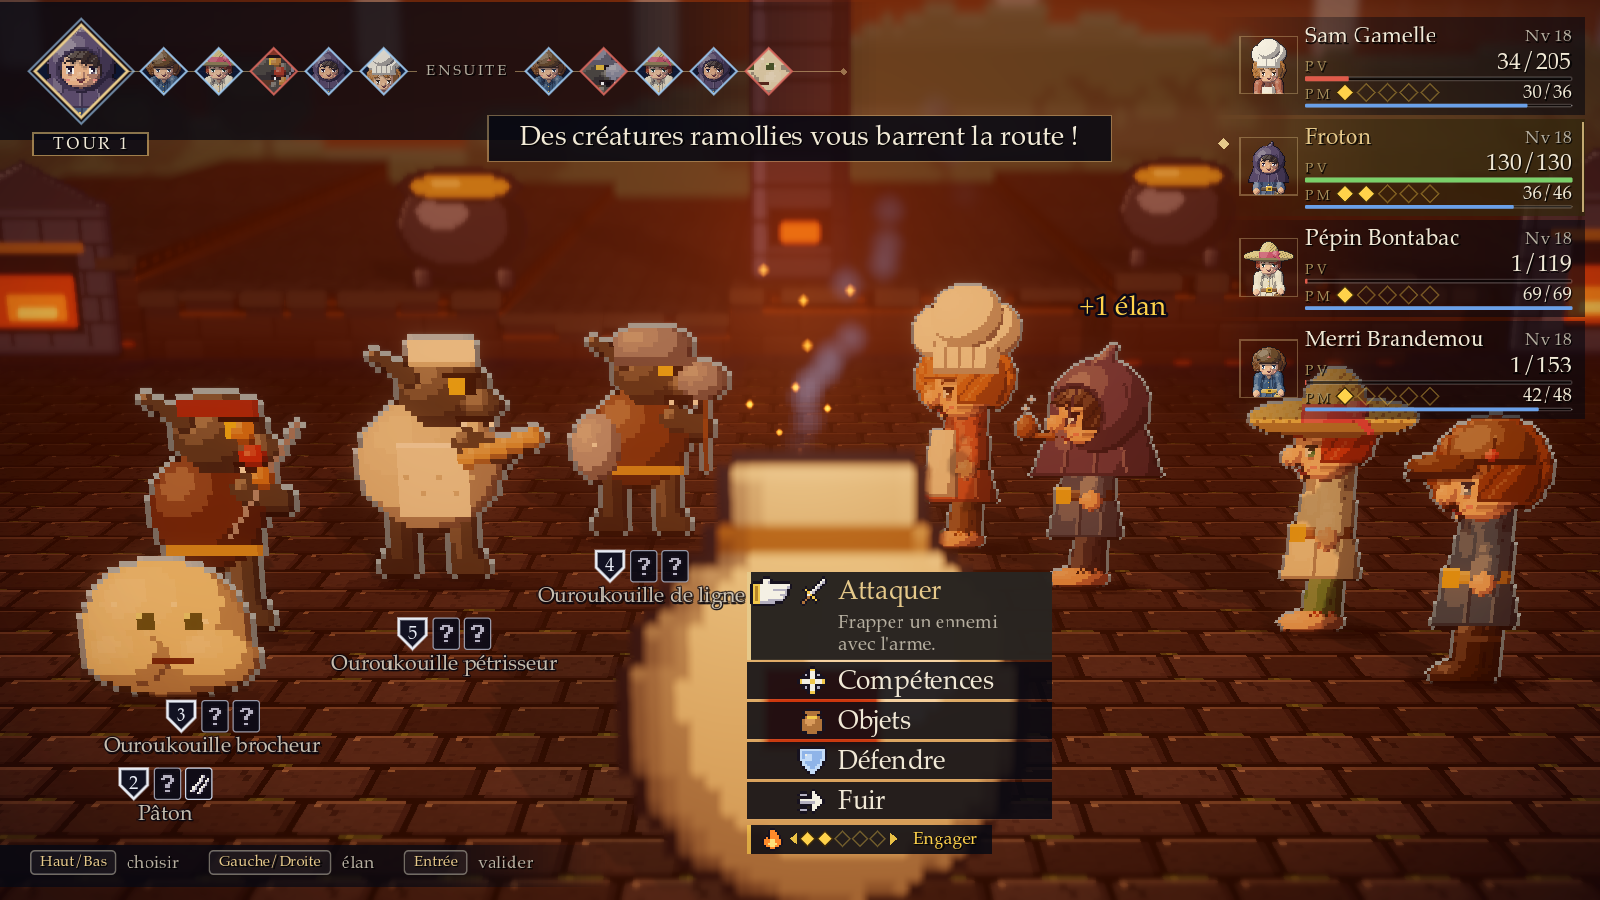 ENSUITE
TOUR 1
Des créatures ramollies vous barrent la route !
Sam Gamelle Nv 18
PV 34/205
PM 30/36
Froton Nv 18
PV 130/130
PM 36/46
Pépin Bontabac Nv 18
PV 1/119
PM 69/69
Merri Brandemou Nv 18
PV 1/153
PM 42/48
+1 élan
4 ? ?
Ouroukouille de ligne
5 ? ?
Ouroukouille pétrisseur
3 ? ?
Ouroukouille brocheur
2 ?
Pâton
Attaquer
Frapper un ennemi
avec l'arme.
Compétences
Objets
Défendre
Fuir
Engager
Haut/Bas choisir Gauche/Droite élan Entrée valider